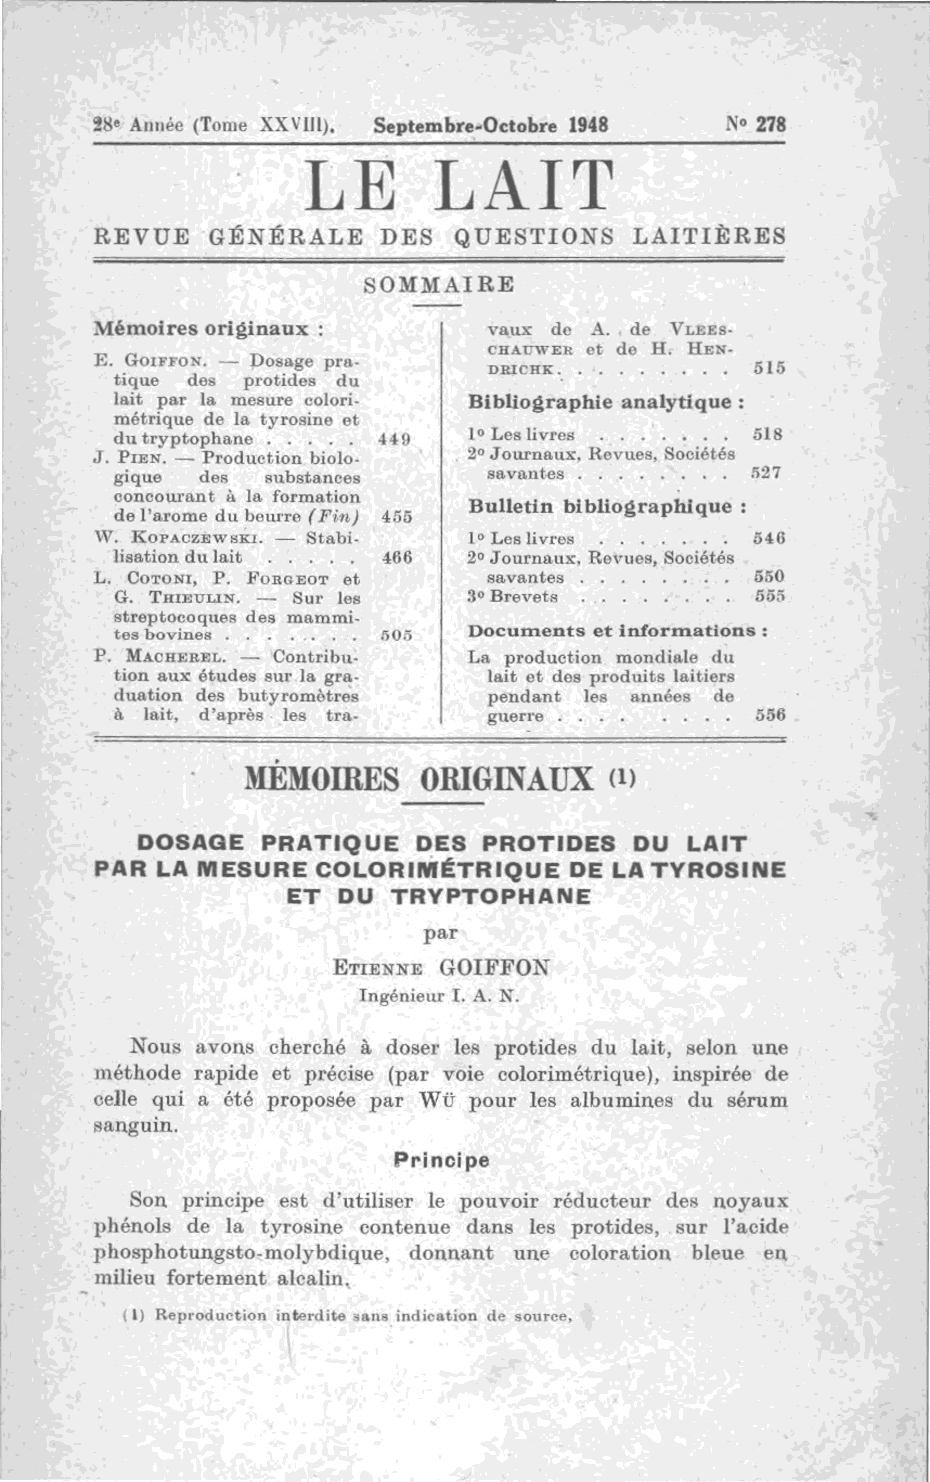 28e Année (Tome XXVIII). Septembre-Octobre 1948 No 278
LE LAIT
REVUE GÉNÉRALE DES QUESTIONS LAITIÈRES
SOMMAIRE
Mémoires originaux :
E. GOIFFON. — Dosage pra-
tique des protides du
lait par la mesure colori-
métrique de la tyrosine et
du tryptophane . . . . . 449
J. PIEN. — Production biolo-
gique des substances
concourant à la formation
de l'arome du beurre (Fin) 455
W. KOPACZEWSKI. — Stabi-
lisation du lait . . . . . 466
L. COTONI, P. FORGEOT et
G. THIEULIN. — Sur les
streptocoques des mammi-
tes bovines . . . . . . . 505
P. MACHEREL. — Contribu-
tion aux études sur la gra-
duation des butyromètres
à lait, d'après les tra-
vaux de A. de VLEES-
CHAUWER et de H. HEN-
DRICHK. . . . . . . . . 515
Bibliographie analytique :
1o Les livres . . . . . . . 518
2o Journaux, Revues, Sociétés
savantes . . . . . . . . 527
Bulletin bibliographique :
1o Les livres . . . . . . . 546
2o Journaux, Revues, Sociétés
savantes . . . . . . . . 550
3o Brevets . . . . . . . . 555
Documents et informations :
La production mondiale du
lait et des produits laitiers
pendant les années de
guerre . . . . . . . . 556
MÉMOIRES ORIGINAUX (1)
DOSAGE PRATIQUE DES PROTIDES DU LAIT
PAR LA MESURE COLORIMÉTRIQUE DE LA TYROSINE
ET DU TRYPTOPHANE
par
ETIENNE GOIFFON
Ingénieur I. A. N.
Nous avons cherché à doser les protides du lait, selon une
méthode rapide et précise (par voie colorimétrique), inspirée de
celle qui a été proposée par Wü pour les albumines du sérum
sanguin.
Principe
Son principe est d'utiliser le pouvoir réducteur des noyaux
phénols de la tyrosine contenue dans les protides, sur l'acide
phosphotungsto-molybdique, donnant une coloration bleue en
milieu fortement alcalin.
(1) Reproduction interdite sans indication de source.